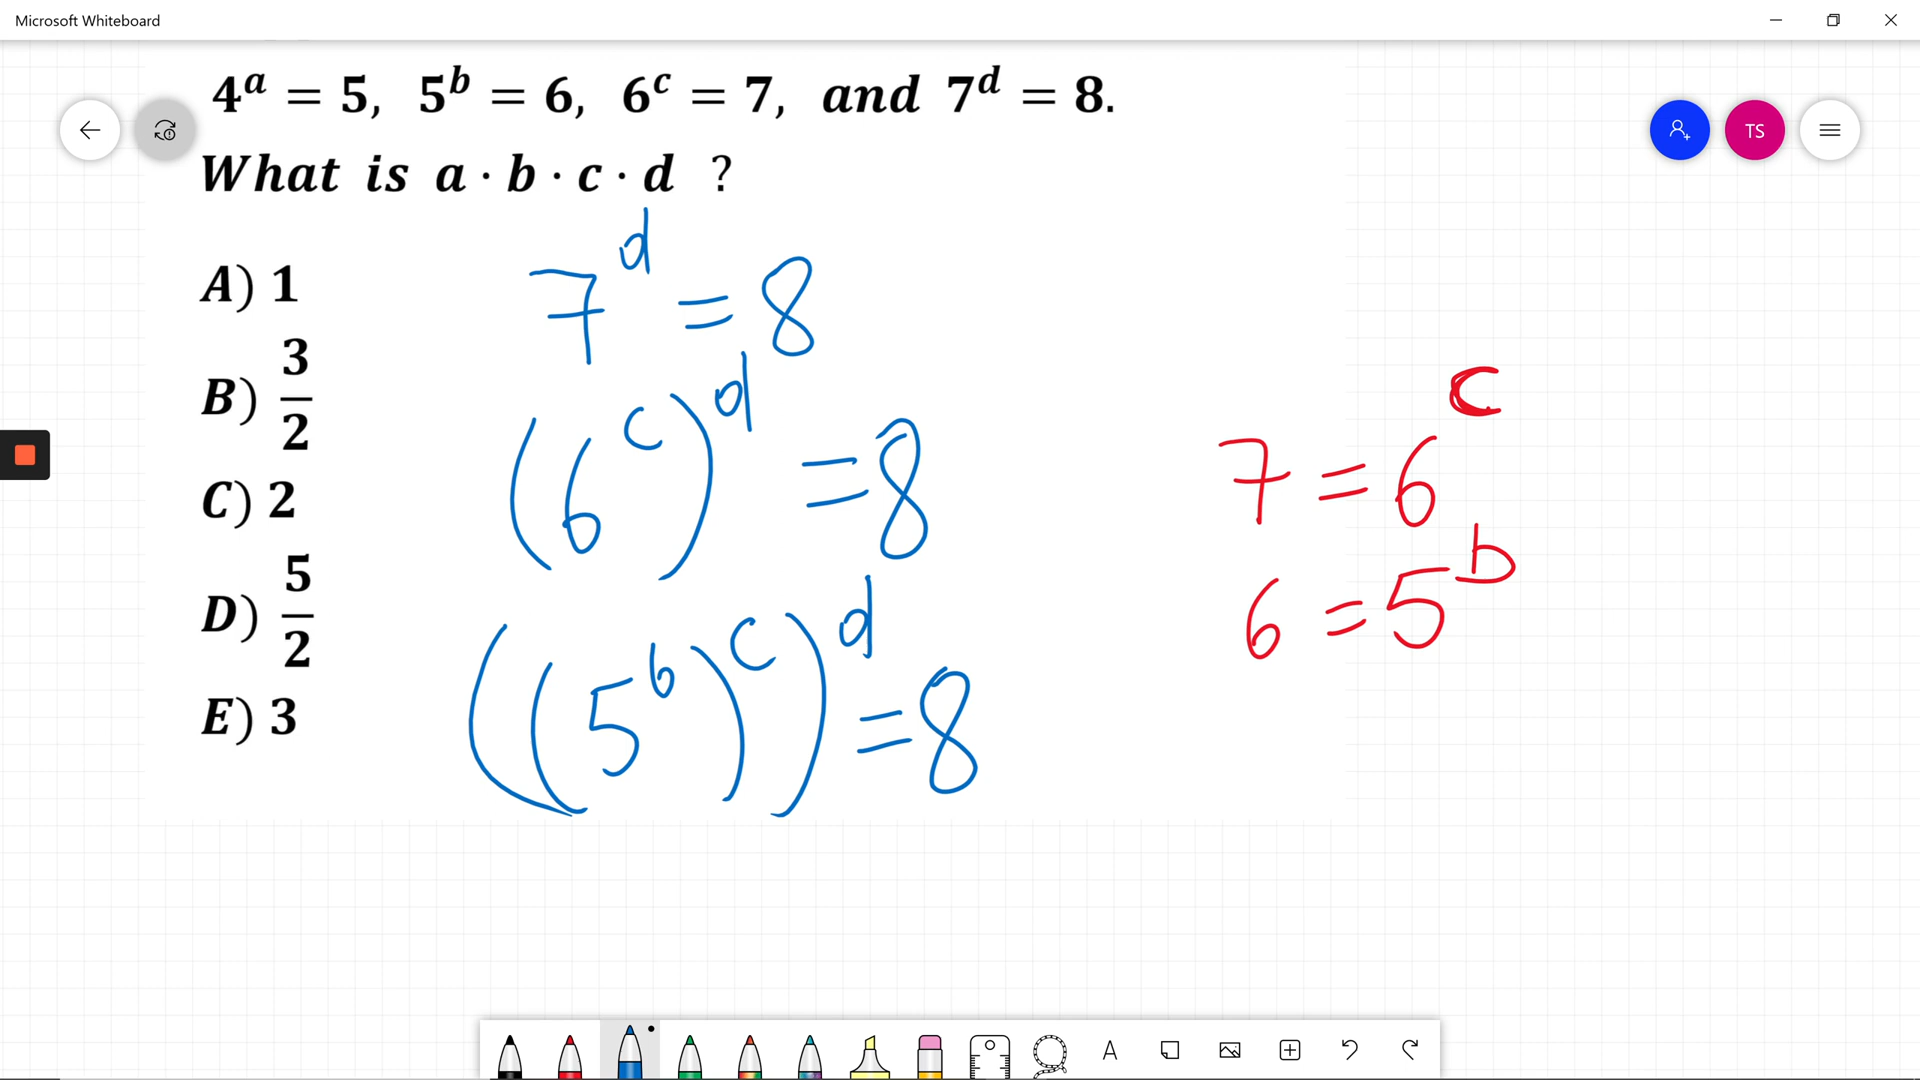 Microsoft Whiteboard
4^a = 5, 5^b = 6, 6^c = 7, and 7^d = 8.
What is a · b · c · d ?
TS
A) 1
B) 3/2
C) 2
D) 5/2
E) 3
7^d = 8
(6^c)^d = 8
((5^b)^c)^d = 8
7 = 6^c
6 = 5^b
A